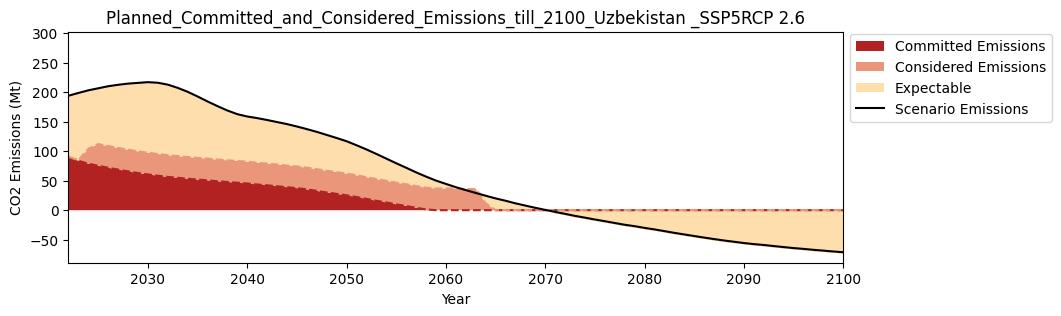 Planned_Committed_and_Considered_Emissions_till_2100_Uzbekistan _SSP5RCP 2.6
300
250
200
150
100
50
0
−50
CO2 Emissions (Mt)
2030 2040 2050 2060 2070 2080 2090 2100
Year
Committed Emissions
Considered Emissions
Expectable
Scenario Emissions